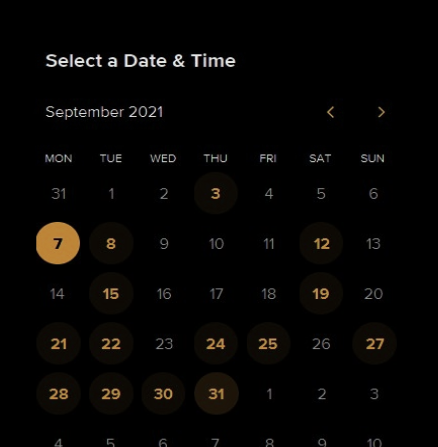 Select a Date & Time
September 2021
MON TUE WED THU FRI SAT SUN
31 1 2 3 4 5 6
7 8 9 10 11 12 13
14 15 16 17 18 19 20
21 22 23 24 25 26 27
28 29 30 31 1 2 3
4 5 6 7 8 9 10